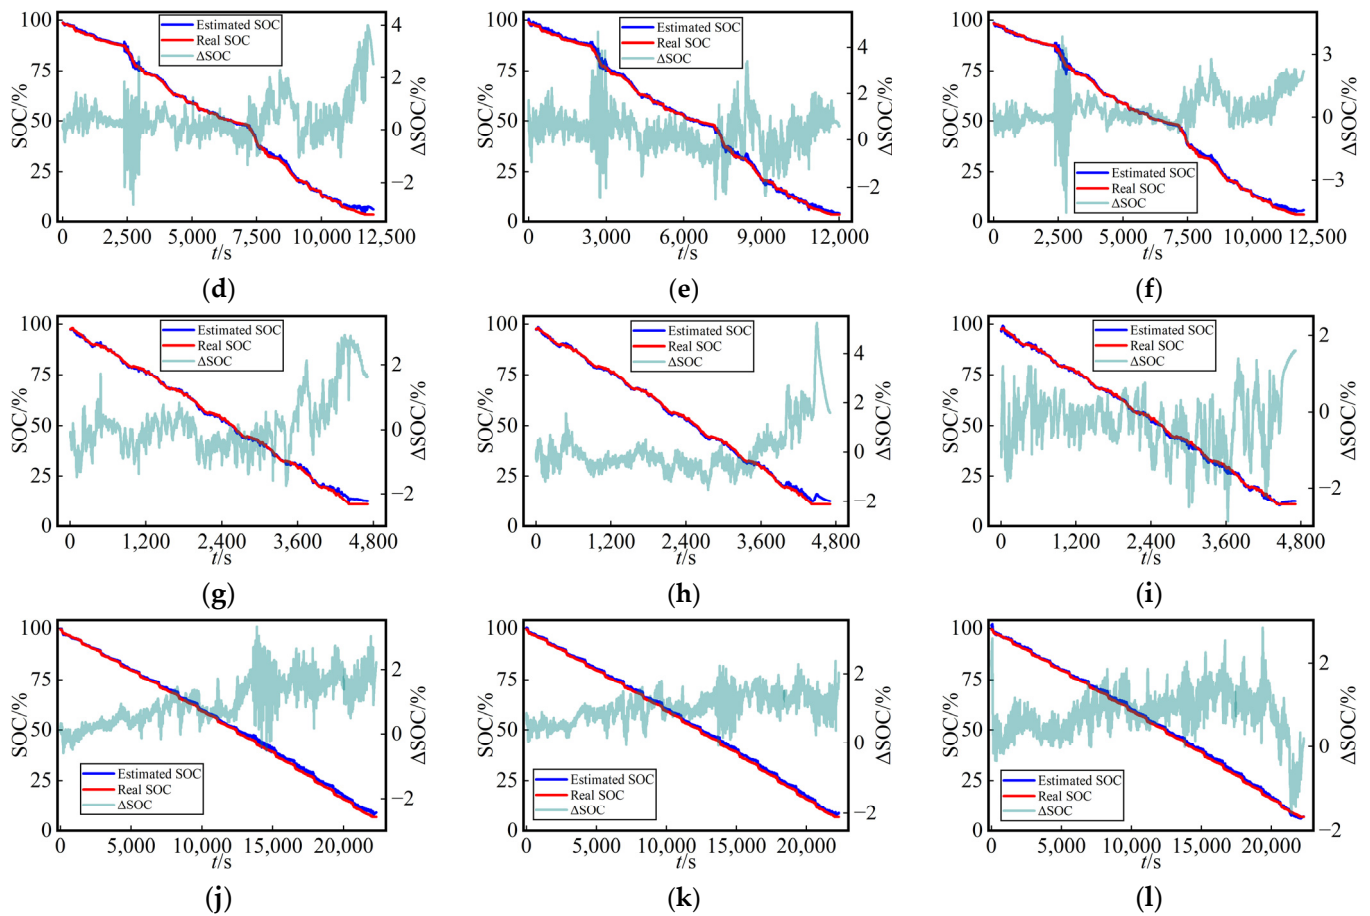 100
75
50
25
0
SOC/%
Estimated SOC
Real SOC
ΔSOC
4
2
0
−2
ΔSOC/%
0 2,500 5,000 7,500 10,000 12,500
t/s
(d)
100
75
50
25
0
SOC/%
Estimated SOC
Real SOC
ΔSOC
4
2
0
−2
ΔSOC/%
0 3,000 6,000 9,000 12,000
t/s
(e)
100
75
50
25
0
SOC/%
Estimated SOC
Real SOC
ΔSOC
3
0
−3
ΔSOC/%
0 2,500 5,000 7,500 10,000 12,500
t/s
(f)
100
75
50
25
0
SOC/%
Estimated SOC
Real SOC
ΔSOC
2
0
−2
ΔSOC/%
0 1,200 2,400 3,600 4,800
t/s
(g)
100
75
50
25
0
SOC/%
Estimated SOC
Real SOC
ΔSOC
4
2
0
−2
ΔSOC/%
0 1,200 2,400 3,600 4,800
t/s
(h)
100
75
50
25
0
SOC/%
Estimated SOC
Real SOC
ΔSOC
2
0
−2
ΔSOC/%
0 1,200 2,400 3,600 4,800
t/s
(i)
100
75
50
25
0
SOC/%
Estimated SOC
Real SOC
ΔSOC
2
0
−2
ΔSOC/%
0 5,000 10,000 15,000 20,000
t/s
(j)
100
75
50
25
0
SOC/%
Estimated SOC
Real SOC
ΔSOC
2
0
−2
ΔSOC/%
0 5,000 10,000 15,000 20,000
t/s
(k)
100
75
50
25
0
SOC/%
Estimated SOC
Real SOC
ΔSOC
2
0
−2
ΔSOC/%
0 5,000 10,000 15,000 20,000
t/s
(l)